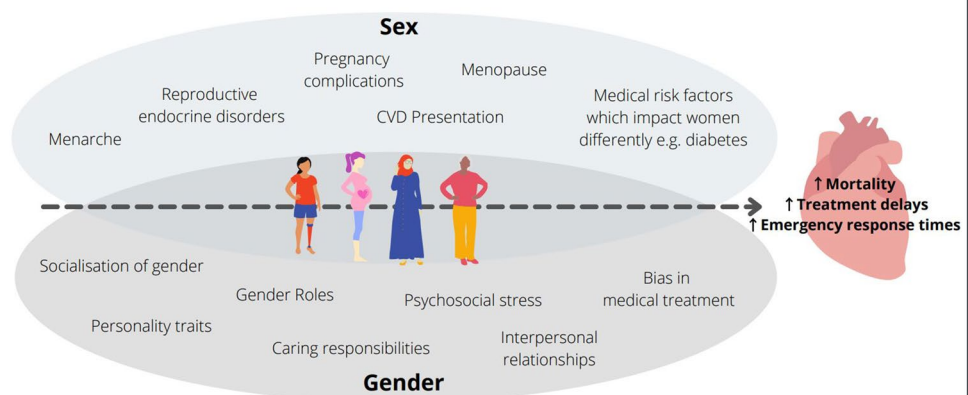 Sex
Pregnancy
complications
Menopause
Reproductive
endocrine disorders
CVD Presentation
Medical risk factors
which impact women
differently e.g. diabetes
Menarche
↑ Mortality
↑ Treatment delays
↑ Emergency response times
Socialisation of gender
Gender Roles
Psychosocial stress
Bias in
medical treatment
Personality traits
Caring responsibilities
Interpersonal
relationships
Gender